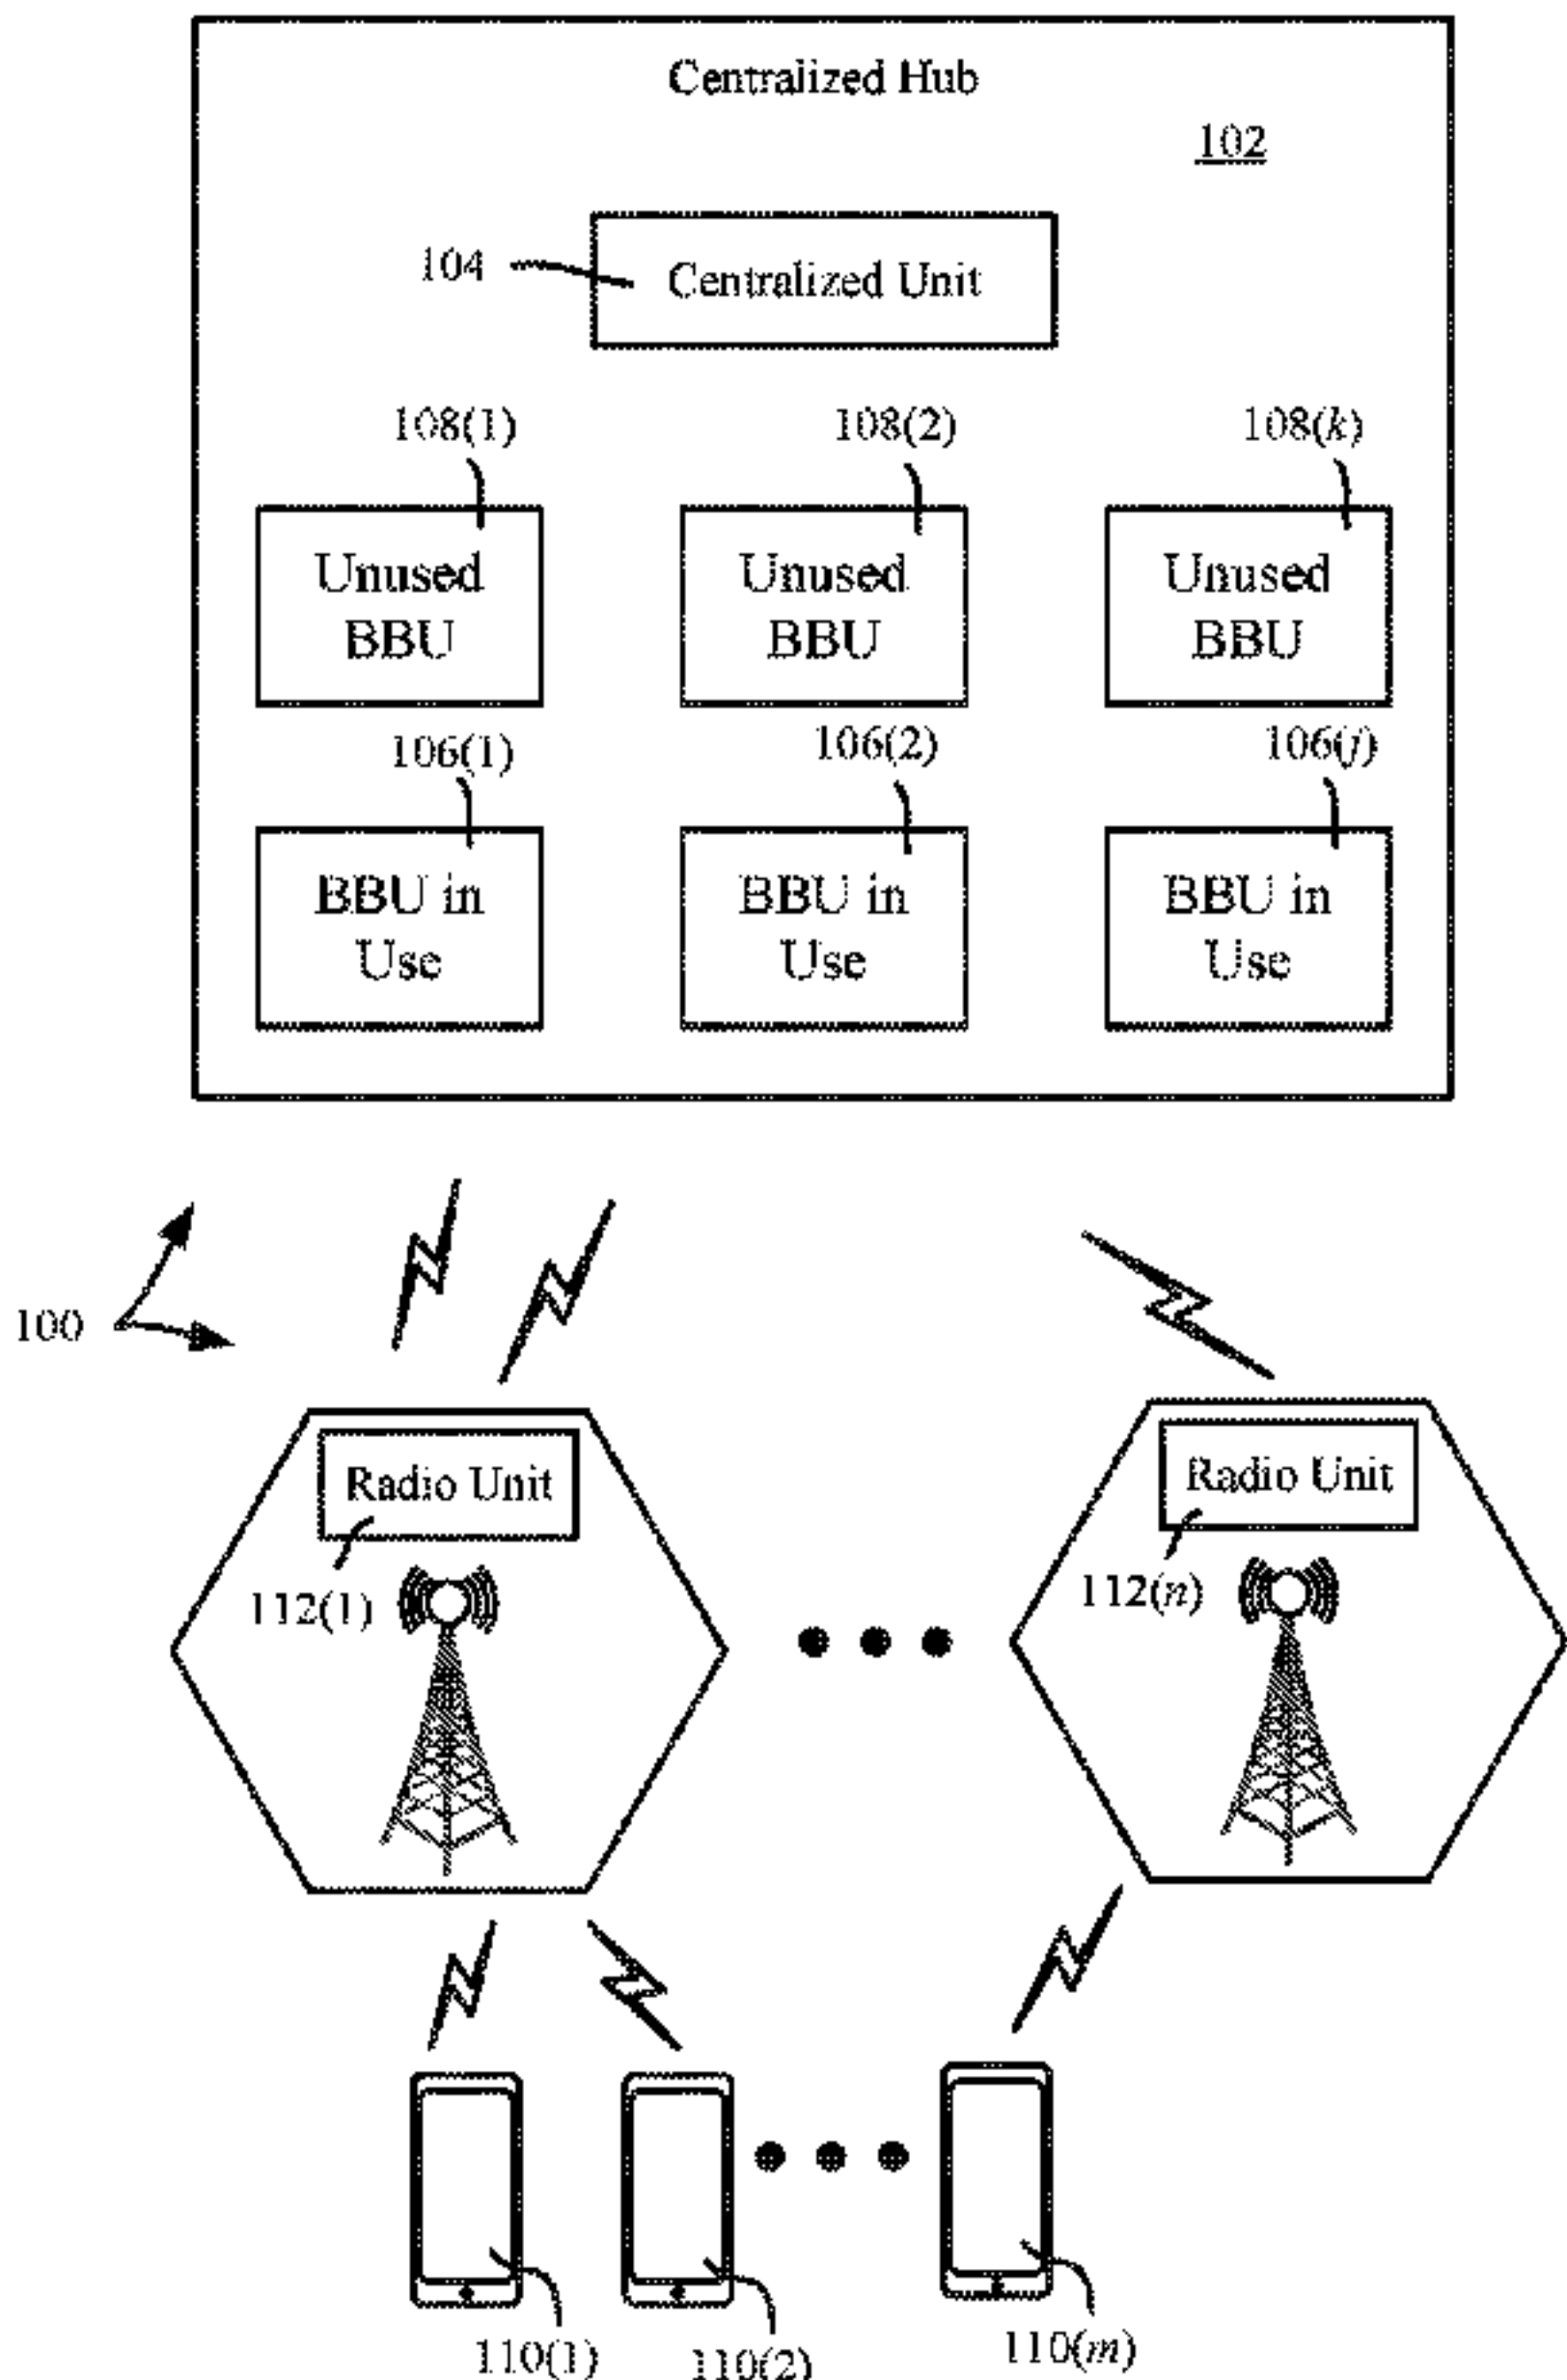 Centralized Hub
102
104
Centralized Unit
108(1)
108(2)
108(k)
Unused
BBU
Unused
BBU
Unused
BBU
106(1)
106(2)
106(j)
BBU in
Use
BBU in
Use
BBU in
Use
100
Radio Unit
Radio Unit
112(1)
112(n)
110(1)
110(2)
110(m)